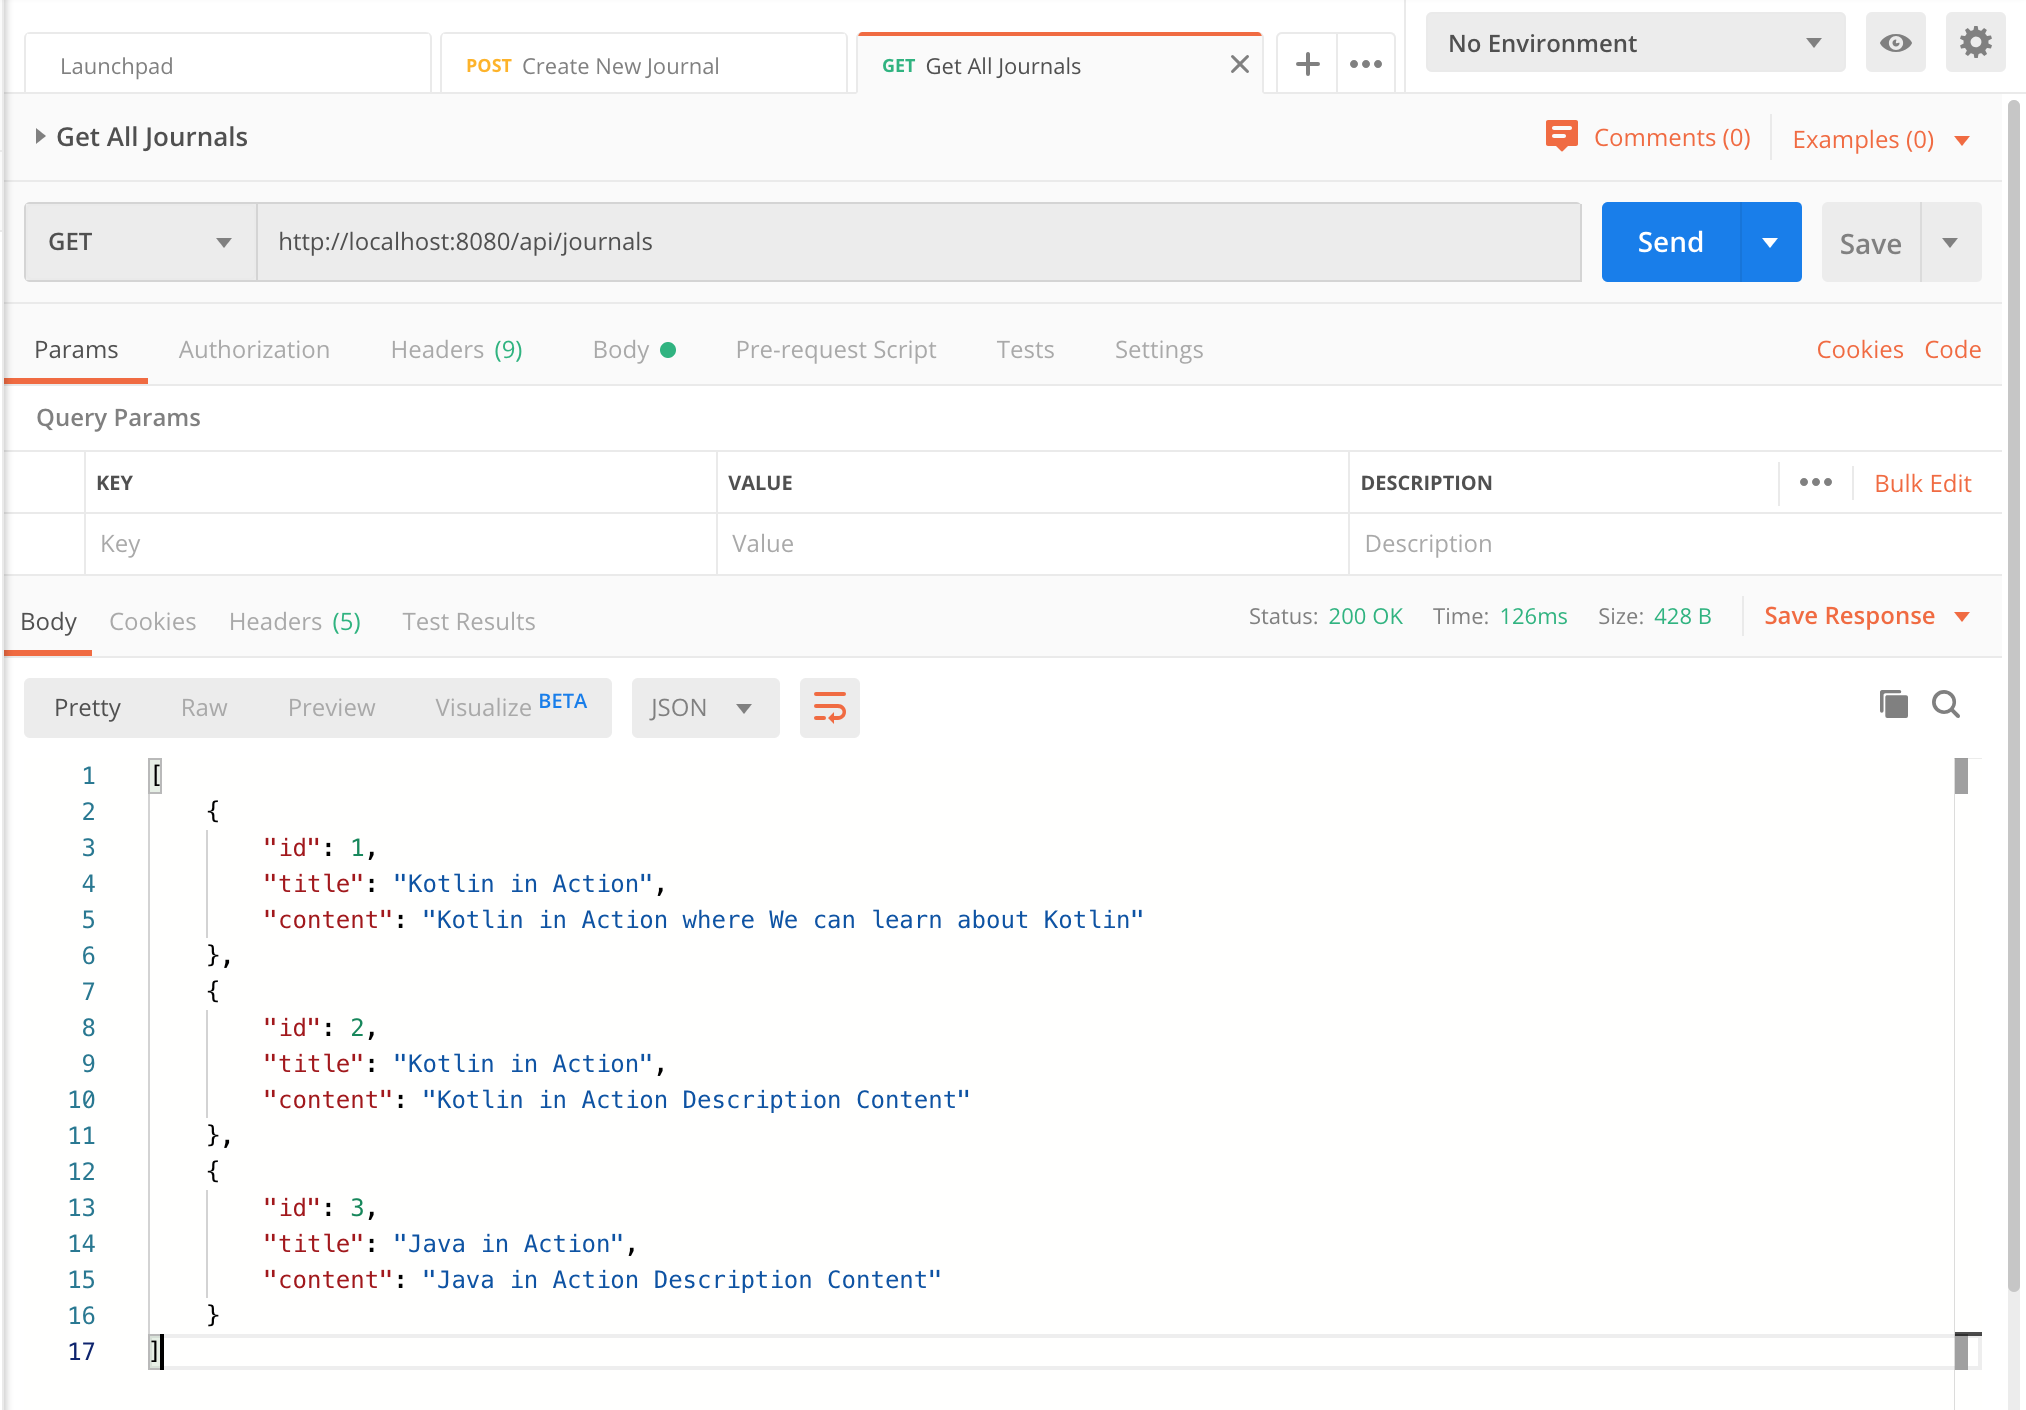 Launchpad
POST Create New Journal
GET Get All Journals
No Environment
Get All Journals
Comments (0)
Examples (0)
GET
http://localhost:8080/api/journals
Send
Save
Params
Authorization
Headers (9)
Body
Pre-request Script
Tests
Settings
Cookies
Code
Query Params
KEY
VALUE
DESCRIPTION
Bulk Edit
Key
Value
Description
Body
Cookies
Headers (5)
Test Results
Status: 200 OK
Time: 126ms
Size: 428 B
Save Response
Pretty
Raw
Preview
Visualize BETA
JSON
1 [
2 {
3 "id": 1,
4 "title": "Kotlin in Action",
5 "content": "Kotlin in Action where We can learn about Kotlin"
6 },
7 {
8 "id": 2,
9 "title": "Kotlin in Action",
10 "content": "Kotlin in Action Description Content"
11 },
12 {
13 "id": 3,
14 "title": "Java in Action",
15 "content": "Java in Action Description Content"
16 }
17 ]